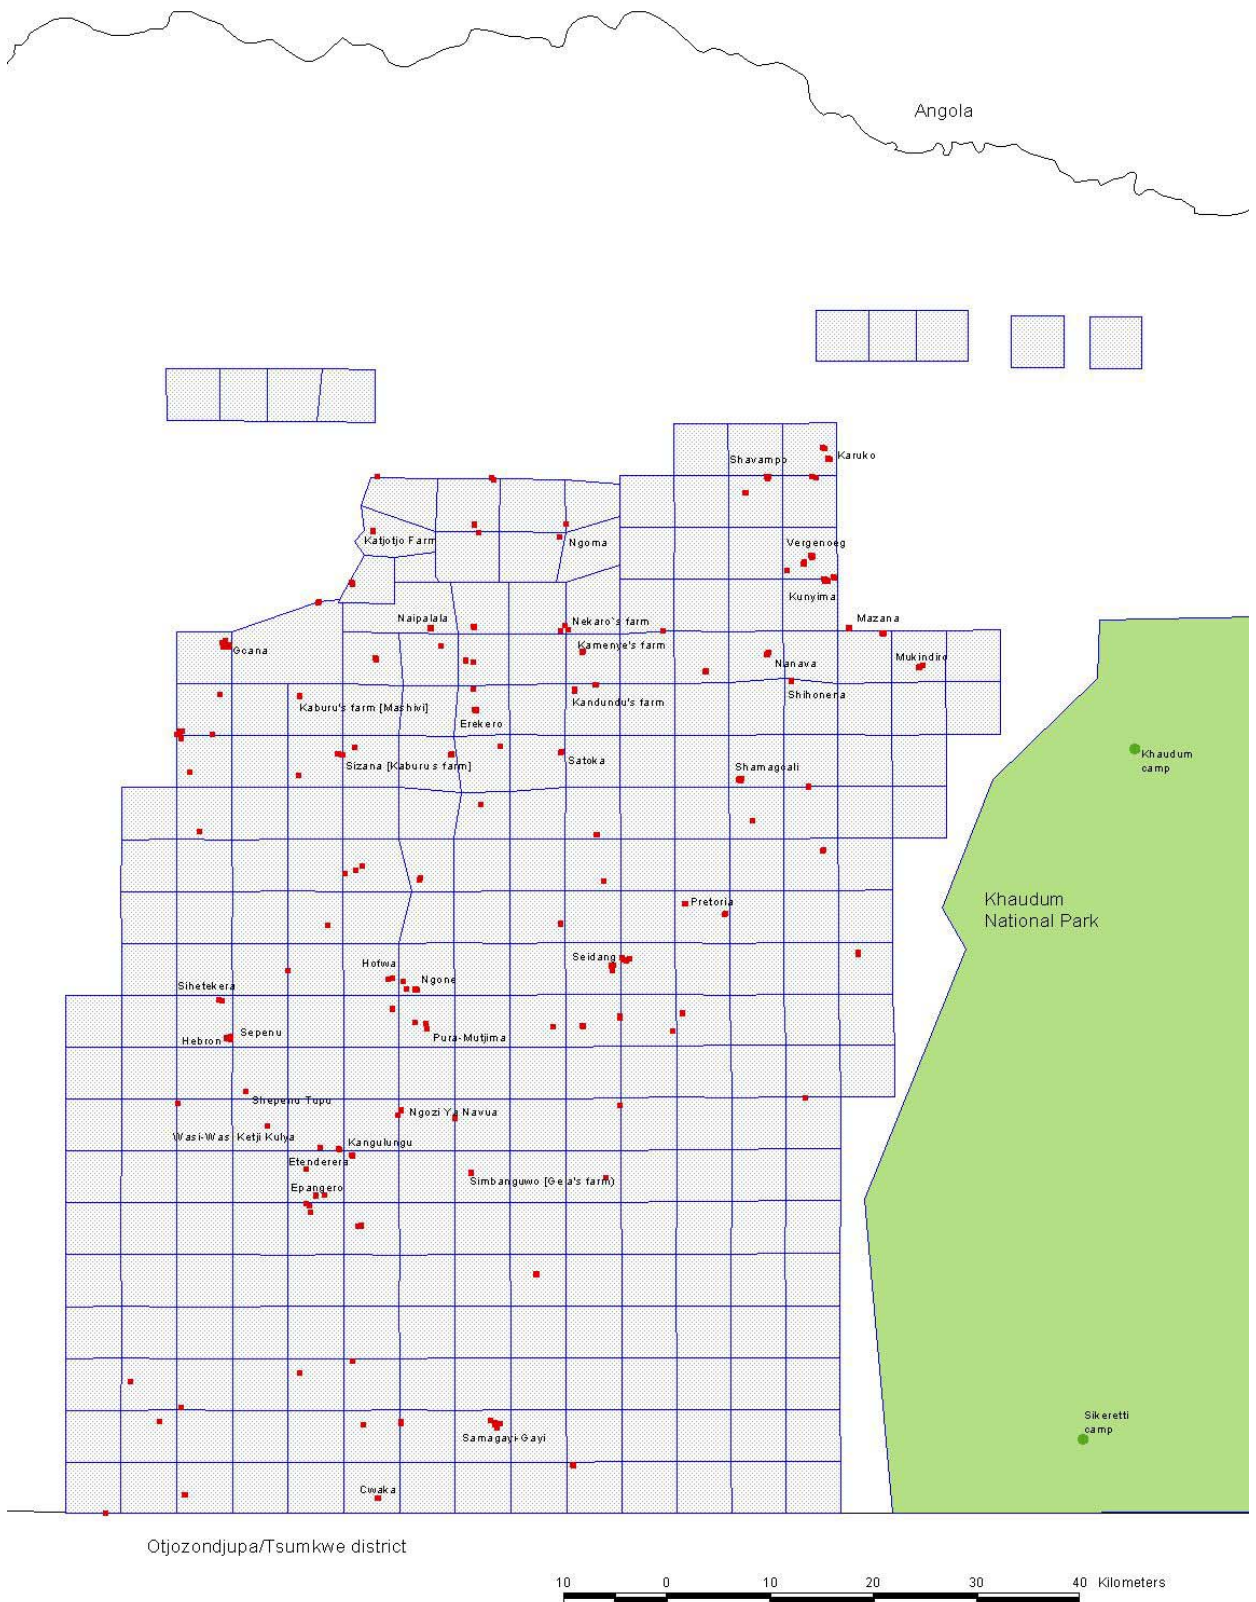 Angola
Shavampo
Karuko
Katjotjo Farm
Ngoma
Vergenoeg
Kunyima
Naipalala
Nekaro's farm
Mazana
Goana
Kamenye's farm
Nanava
Mukindiro
Kaburu's farm [Mashivi]
Kandundu's farm
Shihonena
Erekero
Sizana [Kaburu s farm]
Satoka
Shamagoali
Khaudum
camp
Pretoria
Khaudum
National Park
Hofwa
Ngone
Seidang
Sihetekera
Sepenu
Hebron
Pura-Mutjima
Shepenu Tupu
Ngozi Ya Navua
Wasi-Wasi Ketji Kulya
Kangulungu
Etenderera
Epangero
Simbanguwo [Gela's farm)
Samagayi-Gayi
Sikeretti
camp
Cwaka
Otjozondjupa/Tsumkwe district
10 0 10 20 30 40 Kilometers